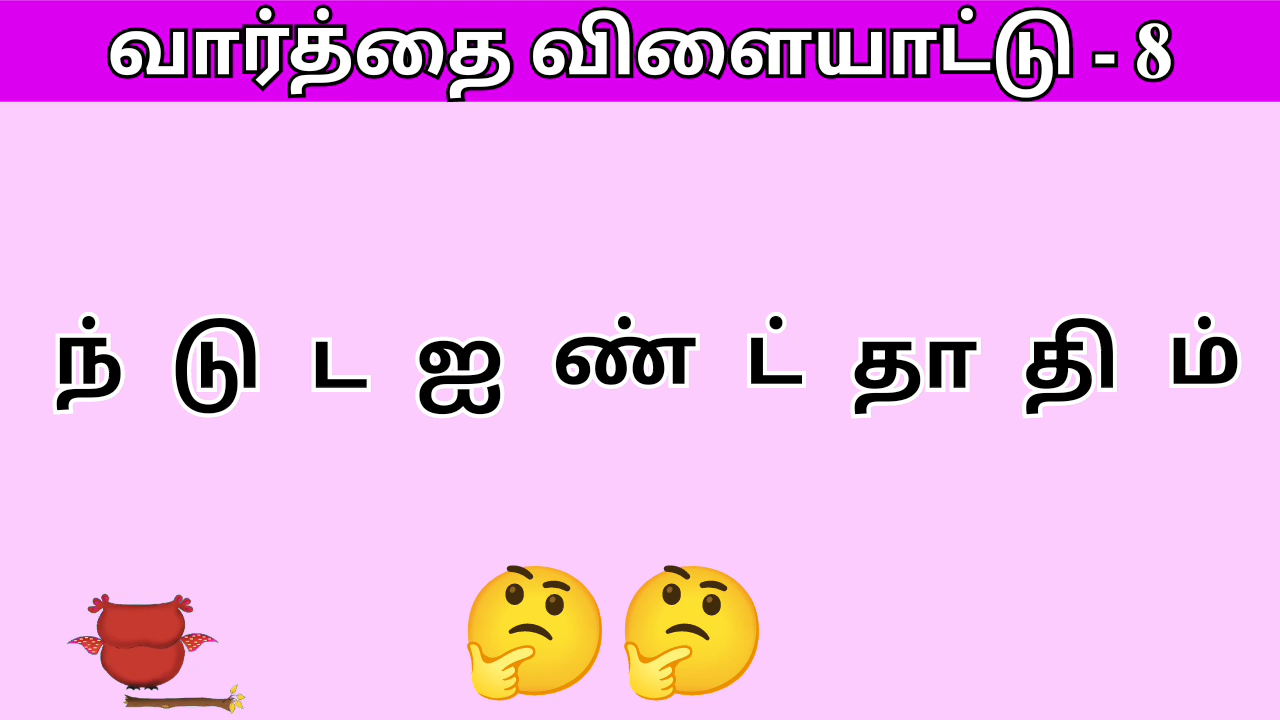 வார்த்தை விளையாட்டு - 8
ந் டு ட ஐ ண் ட் தா தி ம்